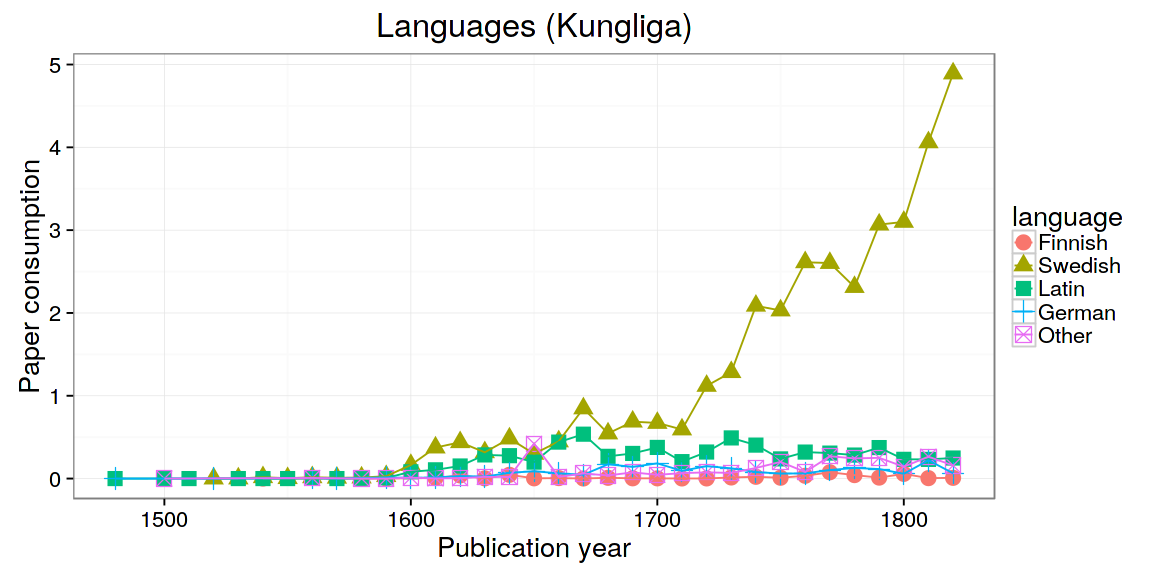 Languages (Kungliga)
5
4
3
2
1
0
Paper consumption
1500 1600 1700 1800
Publication year
language
Finnish
Swedish
Latin
German
Other